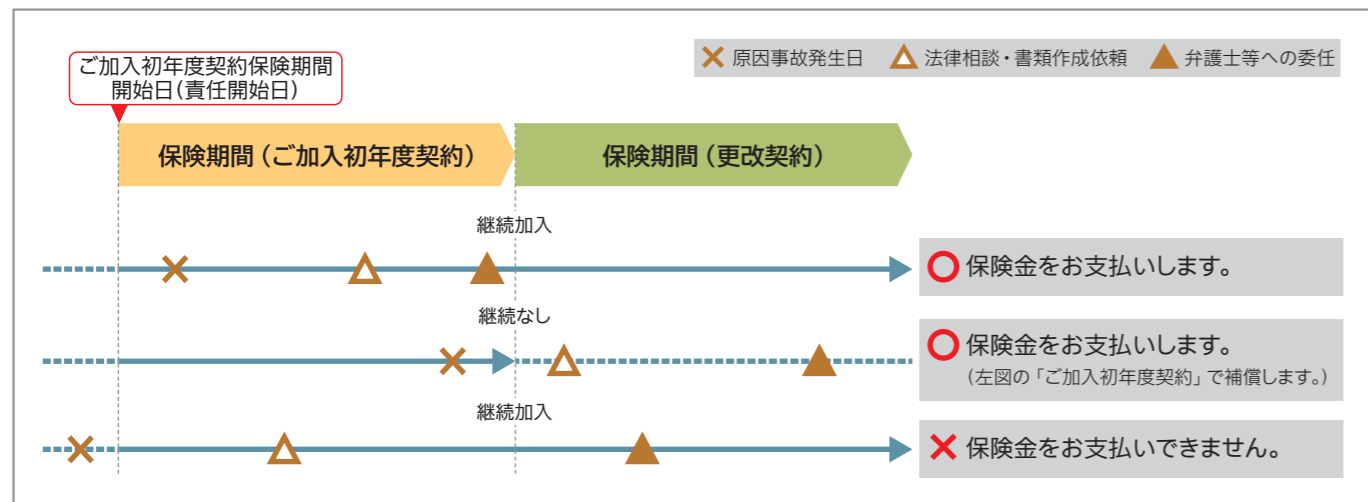 ご加入初年度契約保険期間
開始日(責任開始日)
原因事故発生日 法律相談・書類作成依頼 弁護士等への委任
保険期間(ご加入初年度契約) 保険期間(更改契約)
継続加入
保険金をお支払いします。
継続なし
保険金をお支払いします。
(左図の「ご加入初年度契約」で補償します。)
継続加入
保険金をお支払いできません。